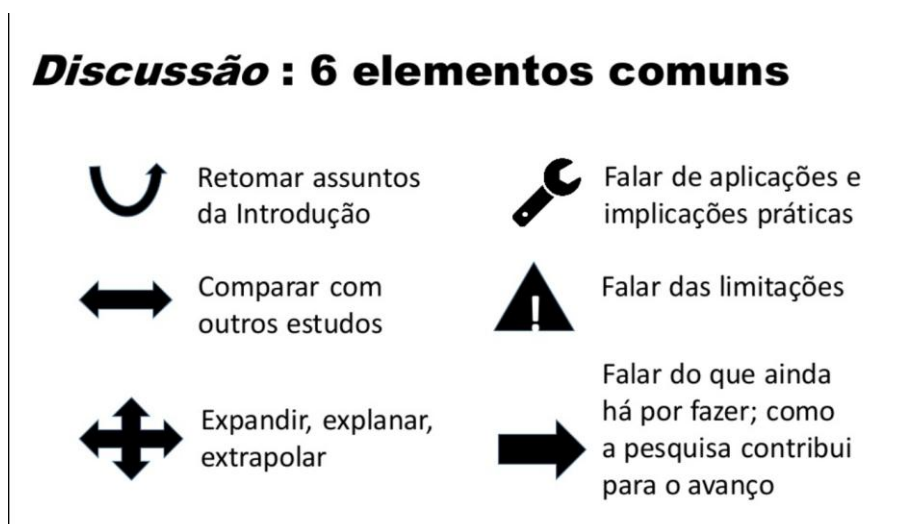 Discussão : 6 elementos comuns
Retomar assuntos
da Introdução
Comparar com
outros estudos
Expandir, explanar,
extrapolar
Falar de aplicações e
implicações práticas
Falar das limitações
Falar do que ainda
há por fazer; como
a pesquisa contribui
para o avanço